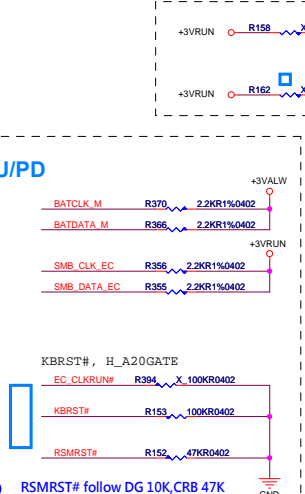 +3VRUN R158 X
+3VRUN R162 X
U/PD
+3VALW
BATCLK_M R370 2.2KR1%0402
BATDATA_M R366 2.2KR1%0402
+3VRUN
SMB_CLK_EC R356 2.2KR1%0402
SMB_DATA_EC R355 2.2KR1%0402
KBRST#, H_A20GATE
EC_CLKRUN# R394 X_100KR0402
KBRST# R153 100KR0402
RSMRST# R152 47KR0402
) RSMRST# follow DG 10K,CRB 47K
GND